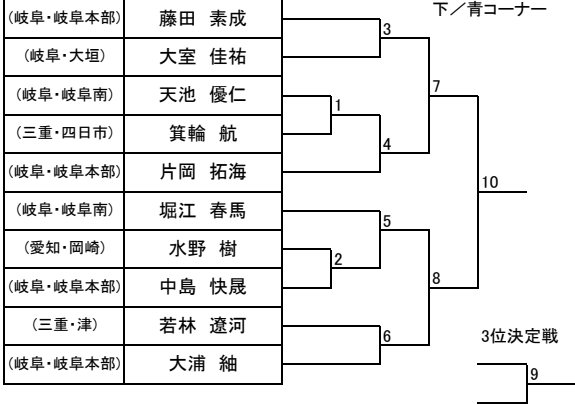 下／青コーナー
(岐阜・岐阜本部) 藤田 素成
3
(岐阜・大垣) 大室 佳祐
7
(岐阜・岐阜南) 天池 優仁
1
(三重・四日市) 箕輪 航
4
(岐阜・岐阜本部) 片岡 拓海
10
(岐阜・岐阜南) 堀江 春馬
5
(愛知・岡崎) 水野 樹
2
(岐阜・岐阜本部) 中島 快晟
8
(三重・津) 若林 遼河
6
(岐阜・岐阜本部) 大浦 紬
3位決定戦
9